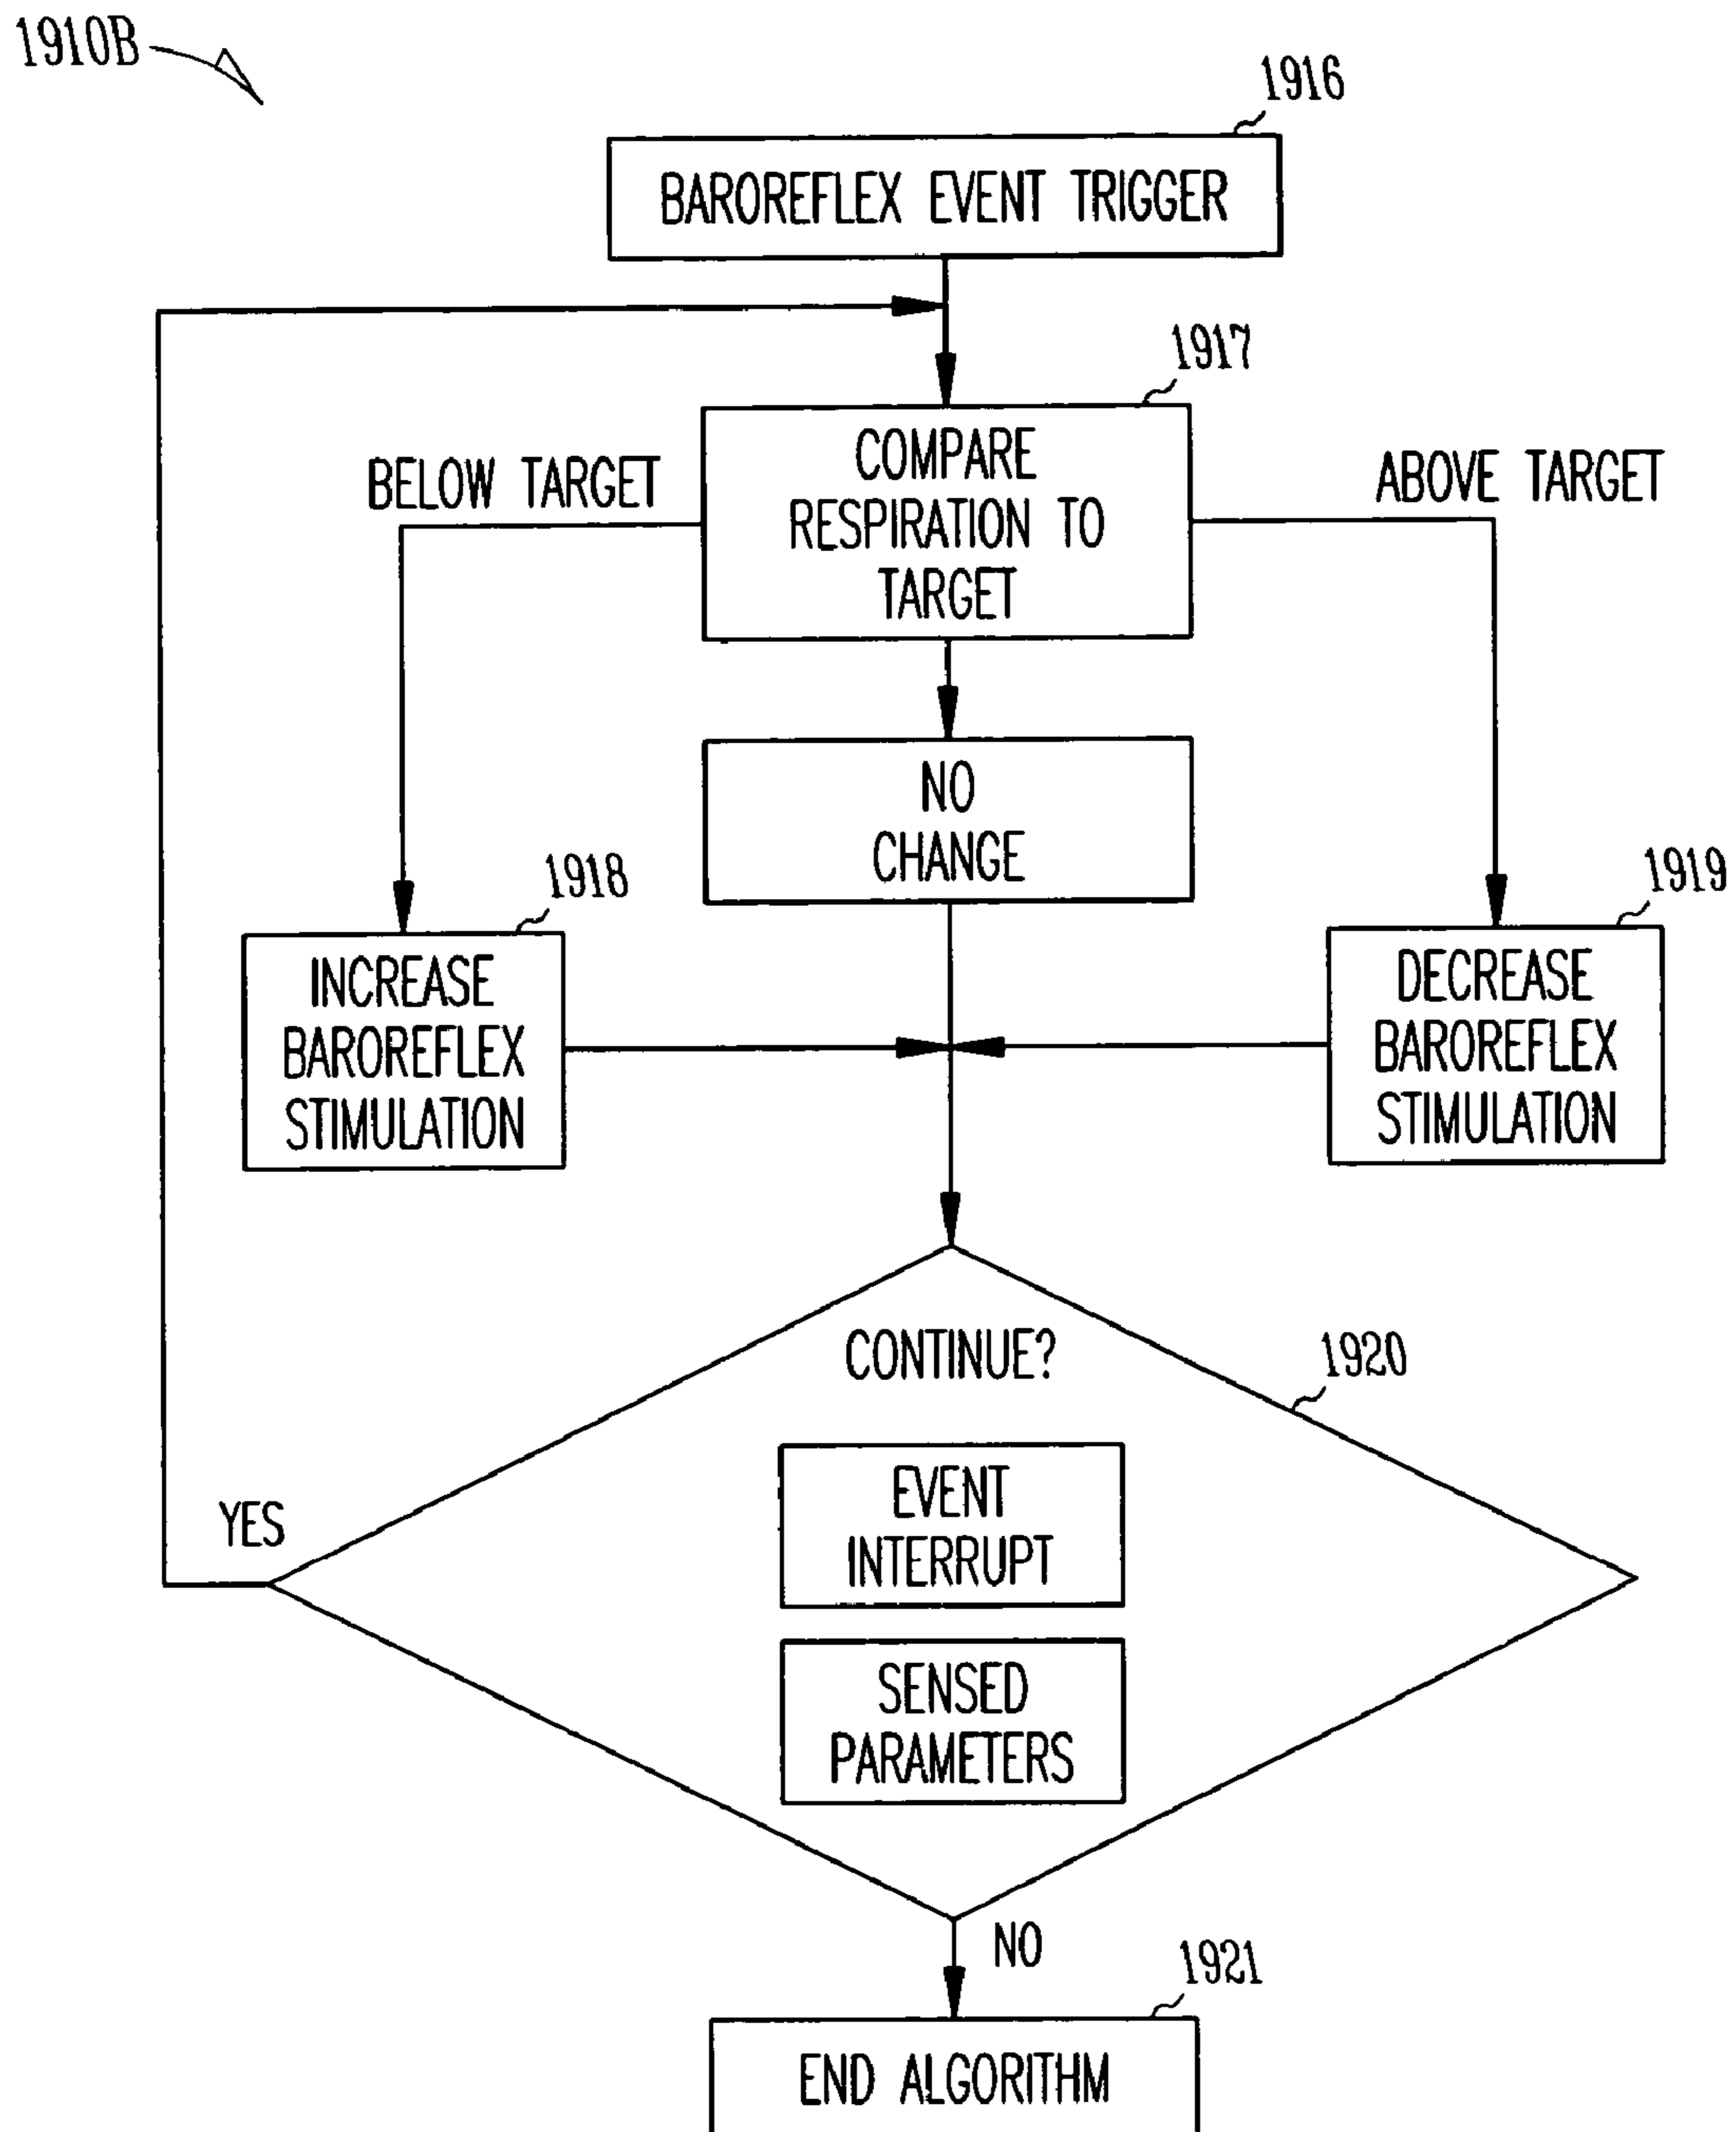 1910B
1916
BAROREFLEX EVENT TRIGGER
1917
COMPARE
RESPIRATION TO
TARGET
BELOW TARGET
ABOVE TARGET
NO
CHANGE
1918
INCREASE
BAROREFLEX
STIMULATION
1919
DECREASE
BAROREFLEX
STIMULATION
CONTINUE?
1920
EVENT
INTERRUPT
YES
SENSED
PARAMETERS
NO
1921
END ALGORITHM